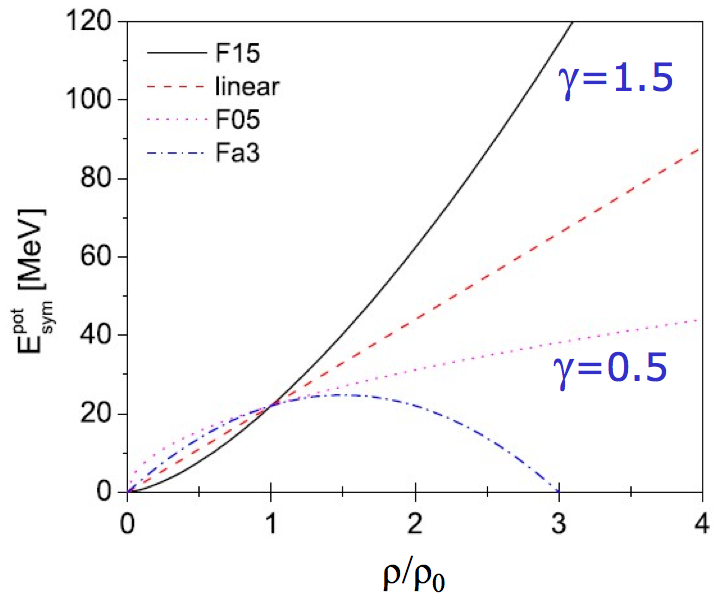 120
100
80
60
40
20
0
E^pot_sym [MeV]
F15
linear
F05
Fa3
γ=1.5
γ=0.5
0 1 2 3 4
ρ/ρ₀